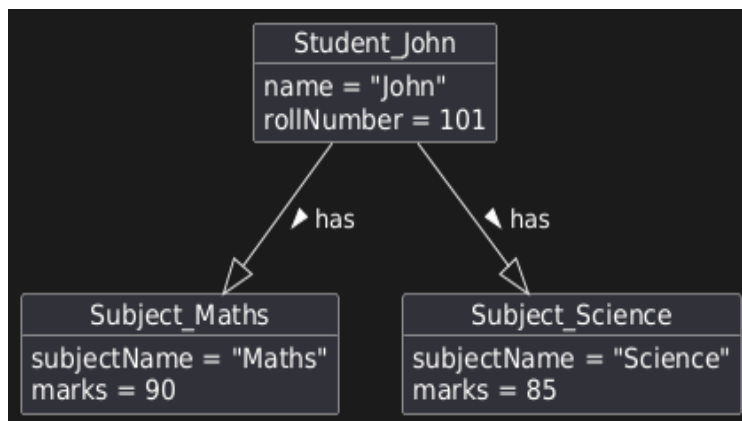 Student_John
name = "John"
rollNumber = 101
has
has
Subject_Maths
subjectName = "Maths"
marks = 90
Subject_Science
subjectName = "Science"
marks = 85